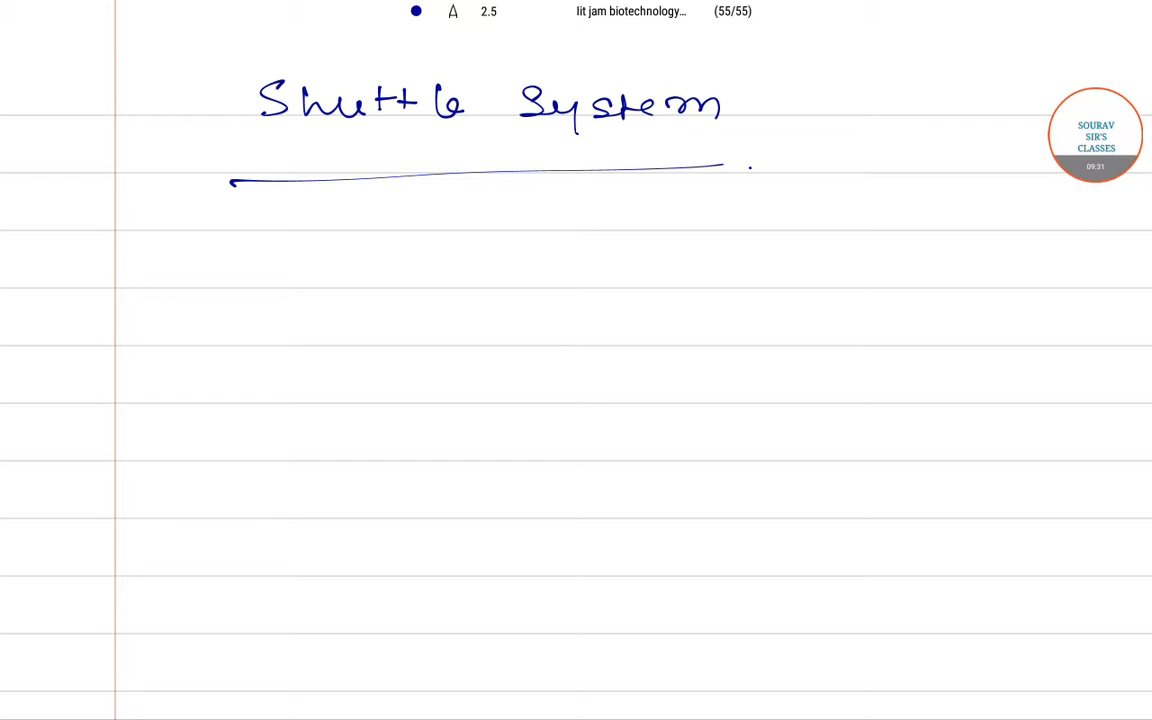 A 2.5 Iit jam biotechnology... (55/55)
Shuttle System
SOURAV
SIR'S
CLASSES
09:31